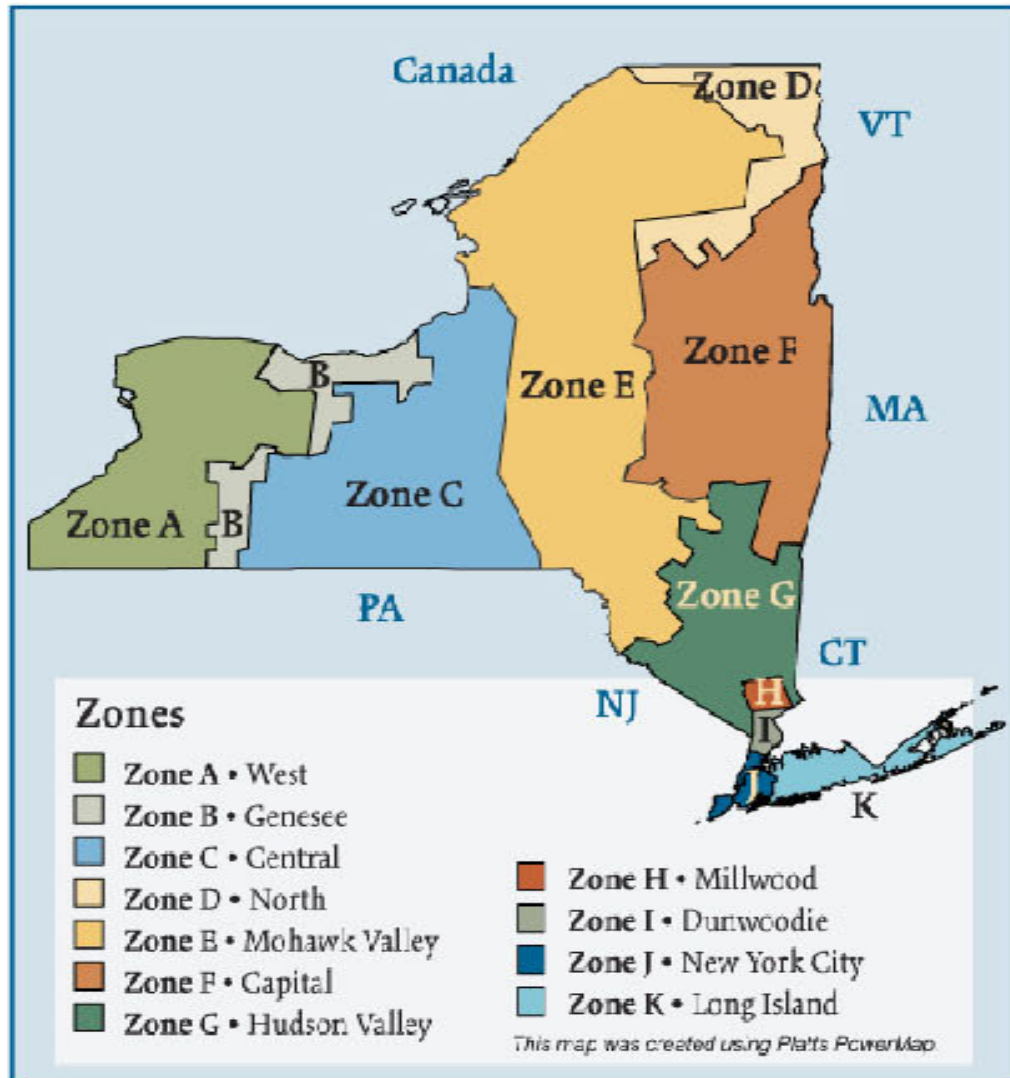 Canada
Zone D
VT
Zone F
B
Zone E
MA
Zone C
Zone A
B
Zone G
PA
CT
H
NJ
I
J
K
Zones
Zone A • West
Zone B • Genesee
Zone C • Central
Zone D • North
Zone E • Mohawk Valley
Zone F • Capital
Zone G • Hudson Valley
Zone H • Millwood
Zone I • Dunwoodie
Zone J • New York City
Zone K • Long Island
This map was created using Platts PowerMap